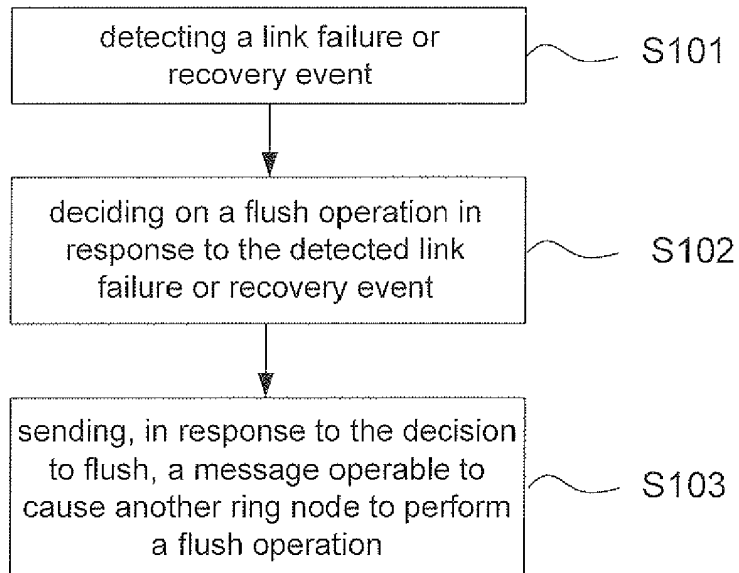 detecting a link failure or
recovery event
S101
deciding on a flush operation in
response to the detected link
failure or recovery event
S102
sending, in response to the decision
to flush, a message operable to
cause another ring node to perform
a flush operation
S103